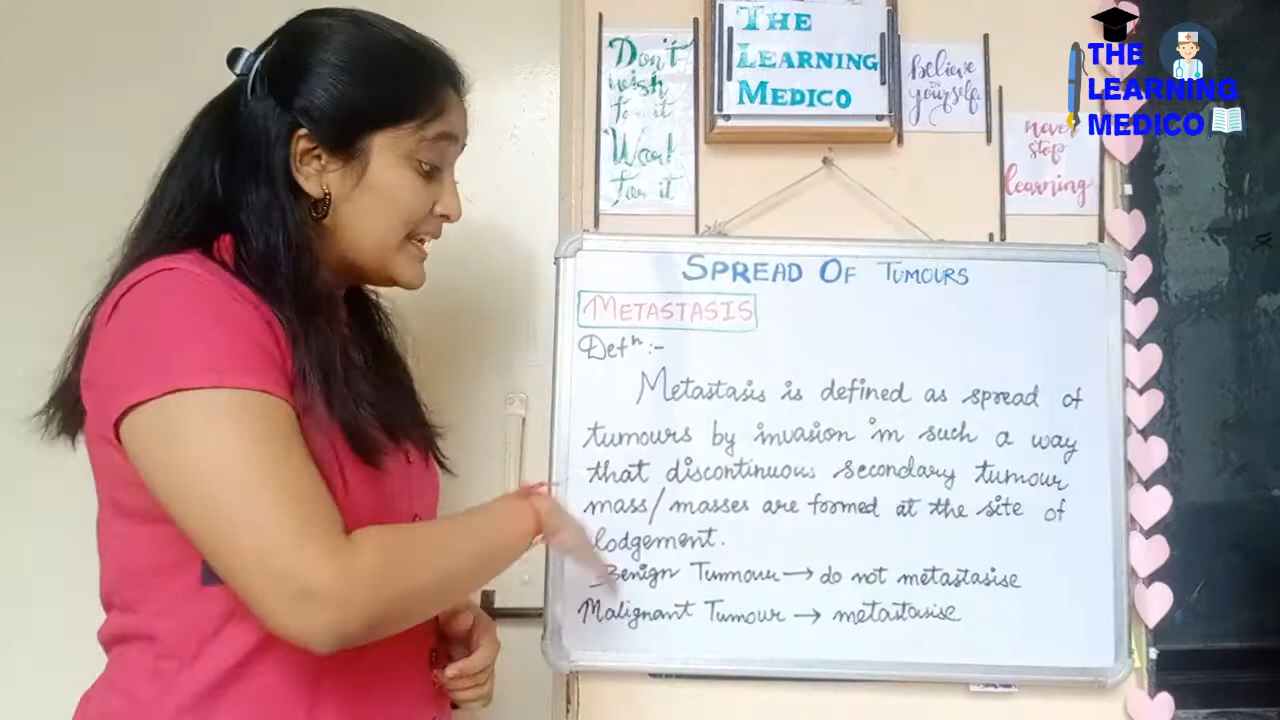 Don't
wish
for it
Work
for it
THE
LEARNING
MEDICO
believe
IN
yourself
never
stop
learning
THE
LEARNING
MEDICO
SPREAD OF TUMOURS
METASTASIS
Defⁿ :-
Metastasis is defined as spread of
tumours by invasion in such a way
that discontinuous secondary tumour
mass/masses are formed at the site of
lodgement.
Benign Tumour → do not metastasise
Malignant Tumour → metastasise